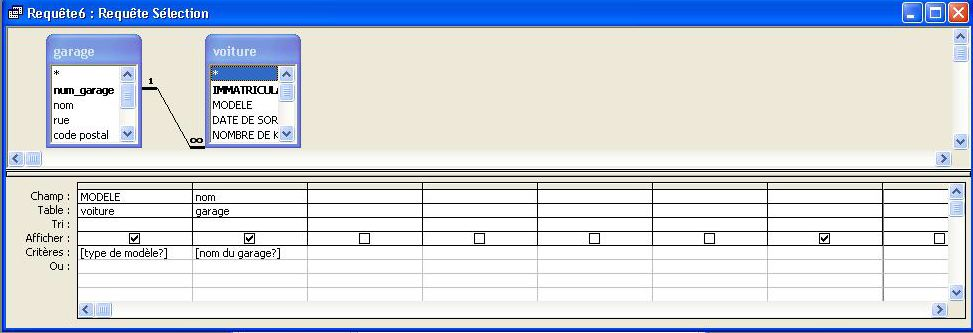 Requête6 : Requête Sélection
garage
*
num_garage
nom
rue
code postal
1
∞
voiture
*
IMMATRICUL
MODELE
DATE DE SOR
NOMBRE DE K
Champ : MODELE nom
Table : voiture garage
Tri :
Afficher :
Critères : [type de modèle?] [nom du garage?]
Ou :